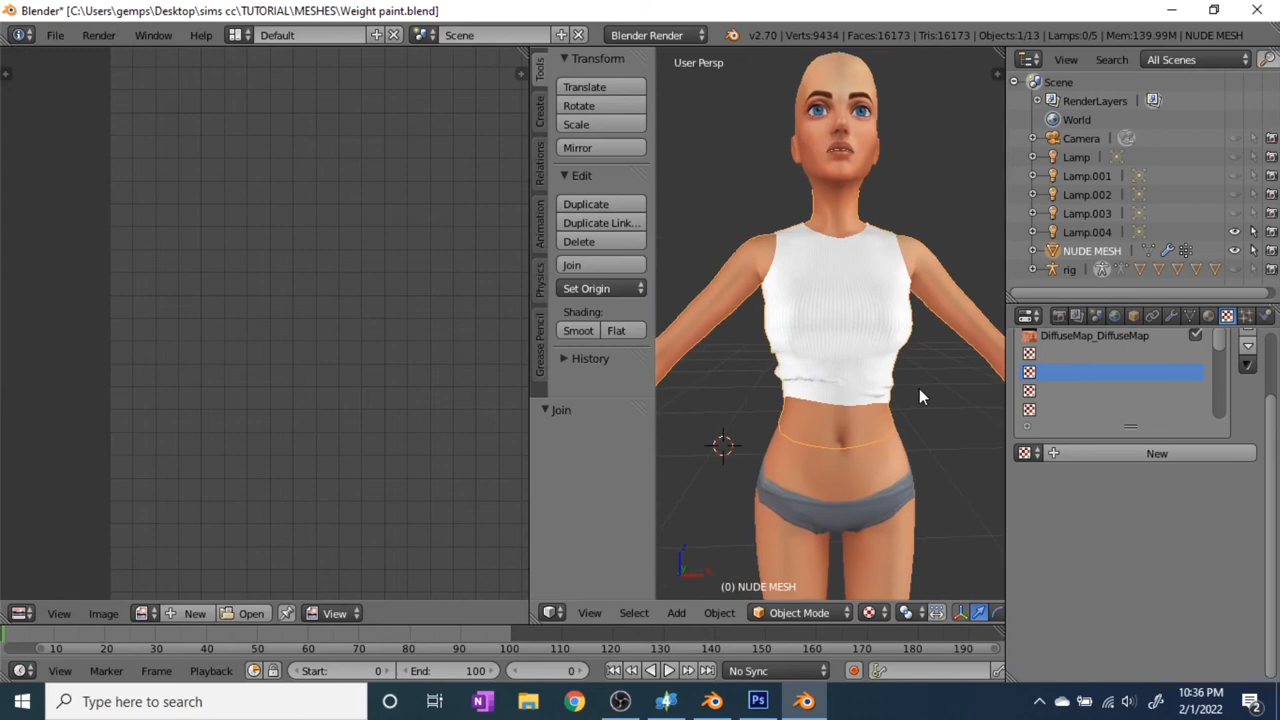 Blender* [C:\Users\gemps\Desktop\sims cc\TUTORIAL\MESHES\Weight paint.blend]
File Render Window Help Default Scene Blender Render v2.70 | Verts:9434 | Faces:16173 | Tris:16173 | Objects:1/13 | Lamps:0/5 | Mem:139.99M | NUDE MESH
View Search All Scenes
User Persp
Tools
Create
Relations
Animation
Physics
Grease Pencil
Transform
Translate
Rotate
Scale
Mirror
Edit
Duplicate
Duplicate Link...
Delete
Join
Set Origin
Shading:
Smoot Flat
History
Join
Scene
RenderLayers
World
Camera
Lamp
Lamp.001
Lamp.002
Lamp.003
Lamp.004
NUDE MESH
rig
DiffuseMap_DiffuseMap
New
(0) NUDE MESH
View Image New Open View
View Select Add Object Object Mode
10 20 30 40 50 60 70 80 90 100 110 120 130 140 150 160 170 180 190
View Marker Frame Playback Start: 0 End: 100 0 No Sync
Type here to search
10:36 PM
2/1/2022
2